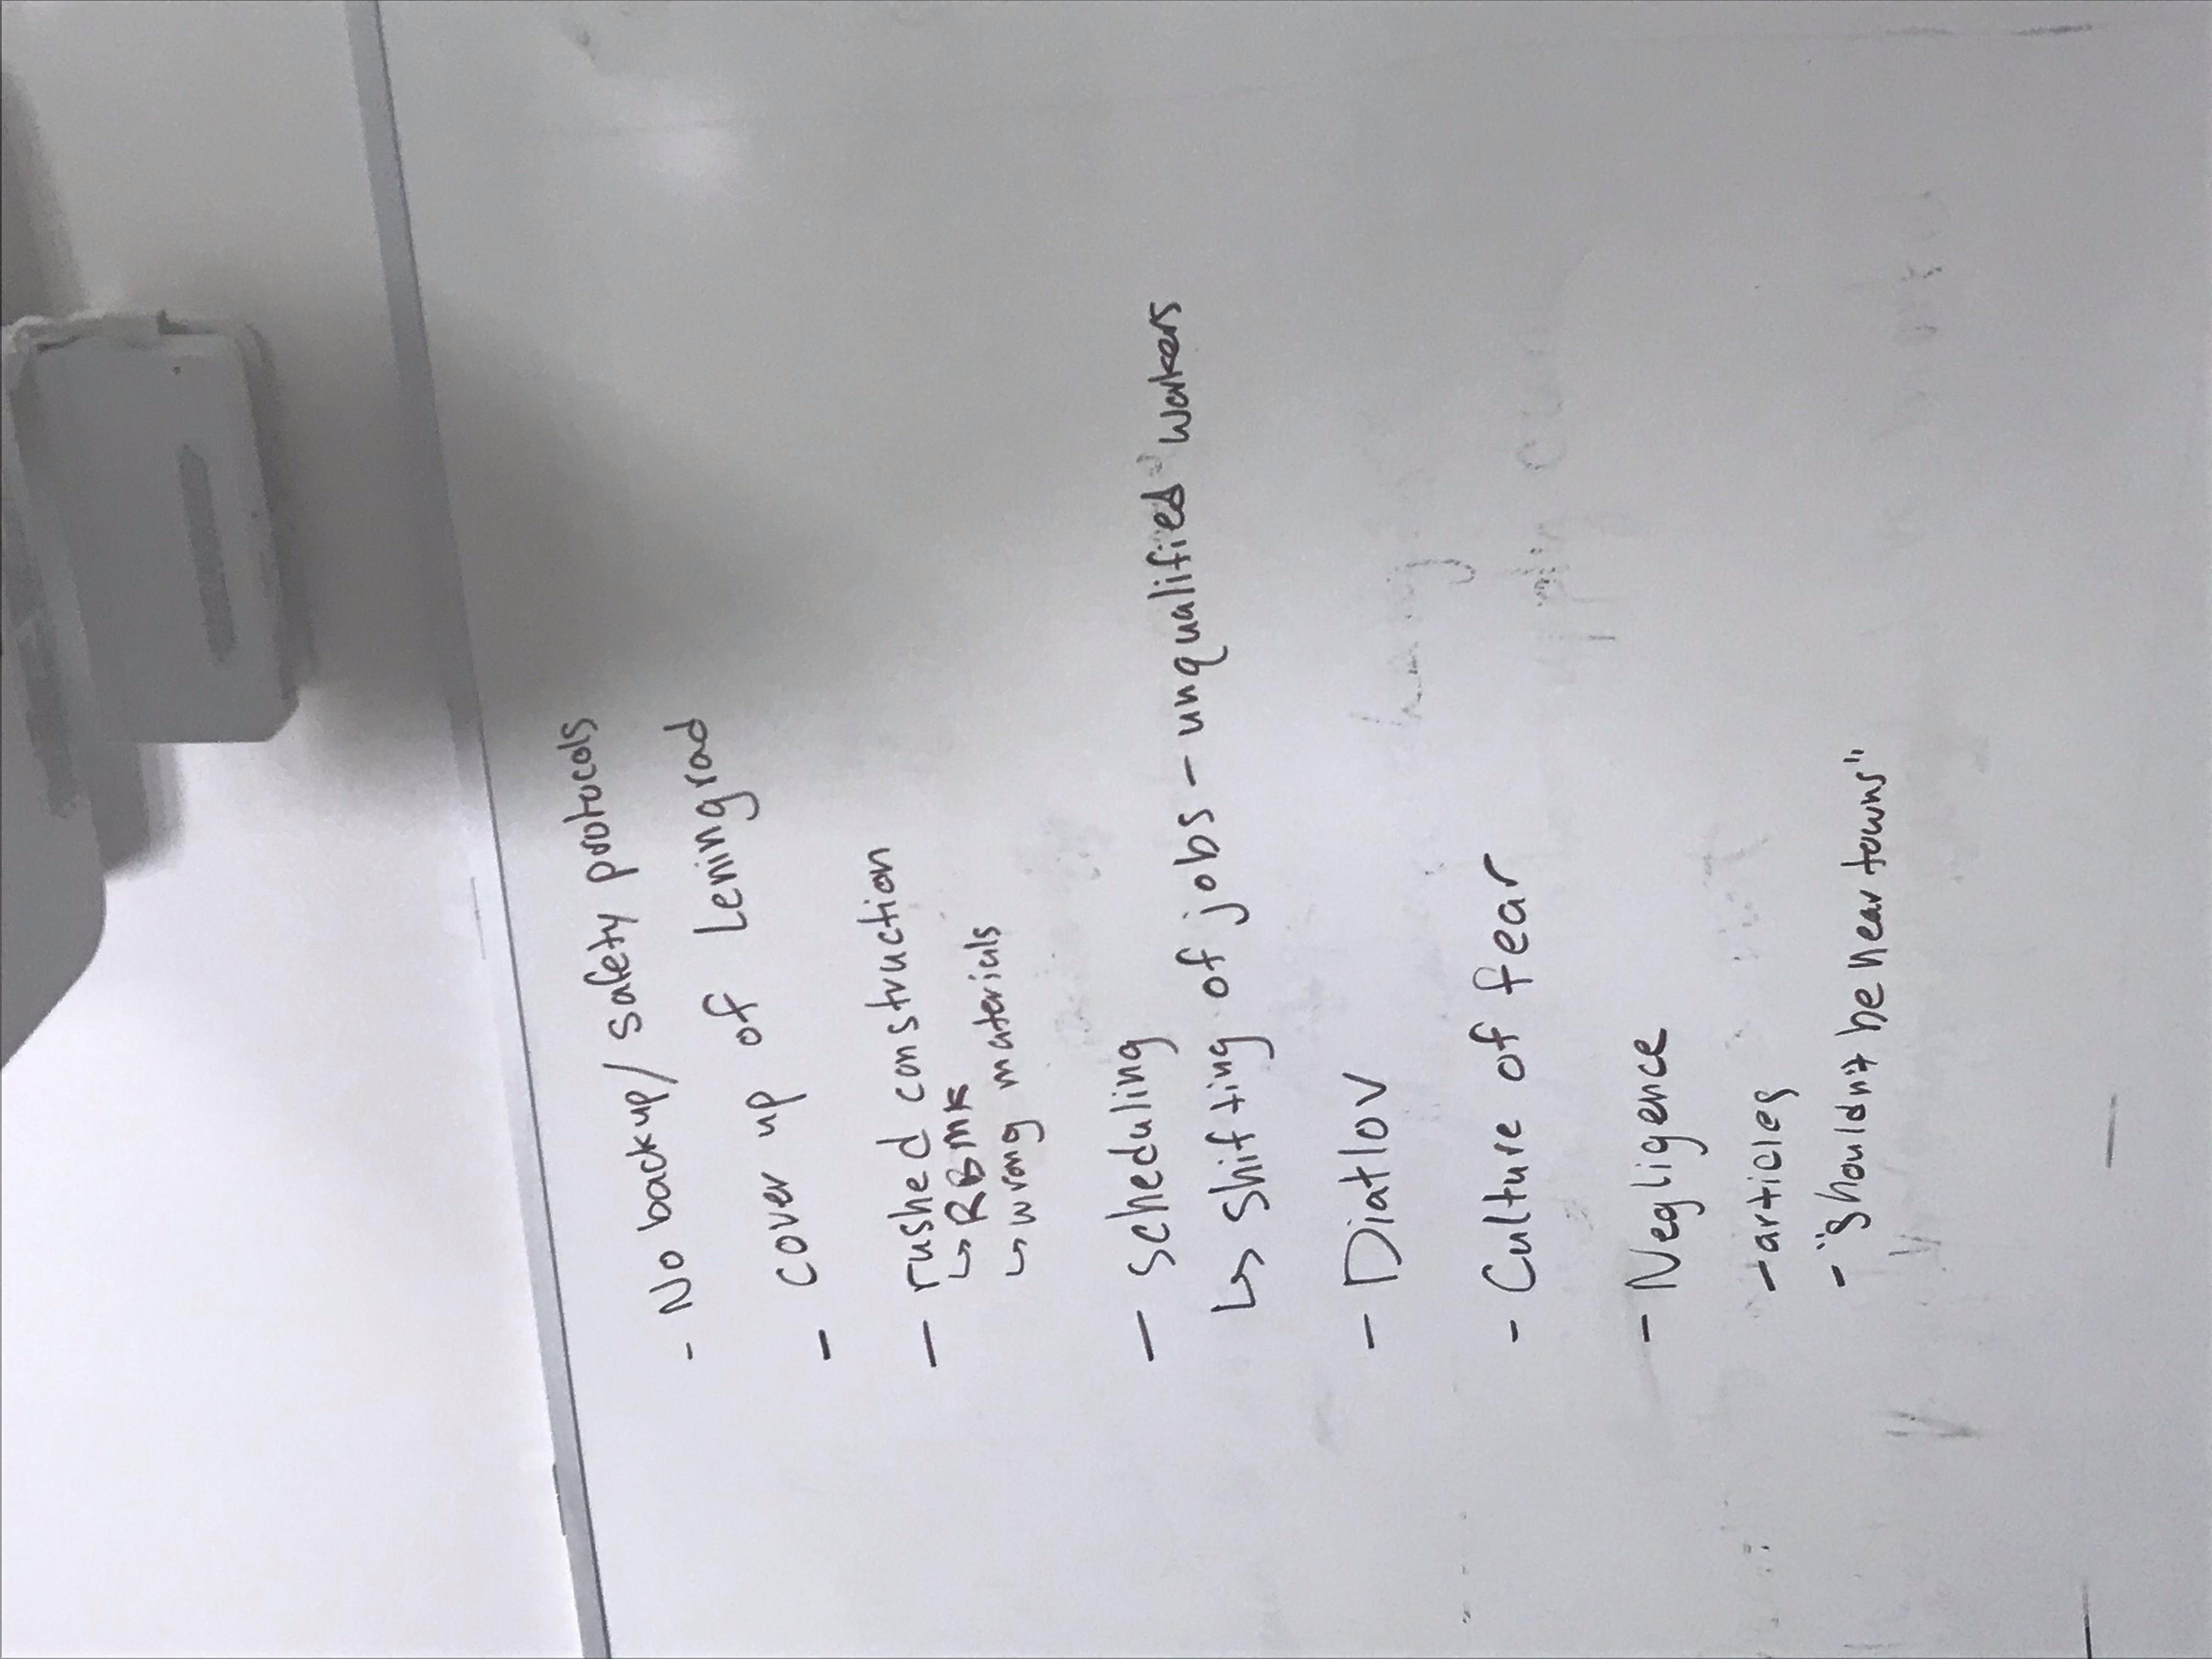 - No backup/ safety protocols
- cover up of Leningrad
- rushed construction
↳ RBMK
↳ wrong materials
- scheduling
↳ shifting of jobs - unqualified workers
- Diatlov
- Culture of fear
- Negligence
- articles
- "shouldn't be near towns"